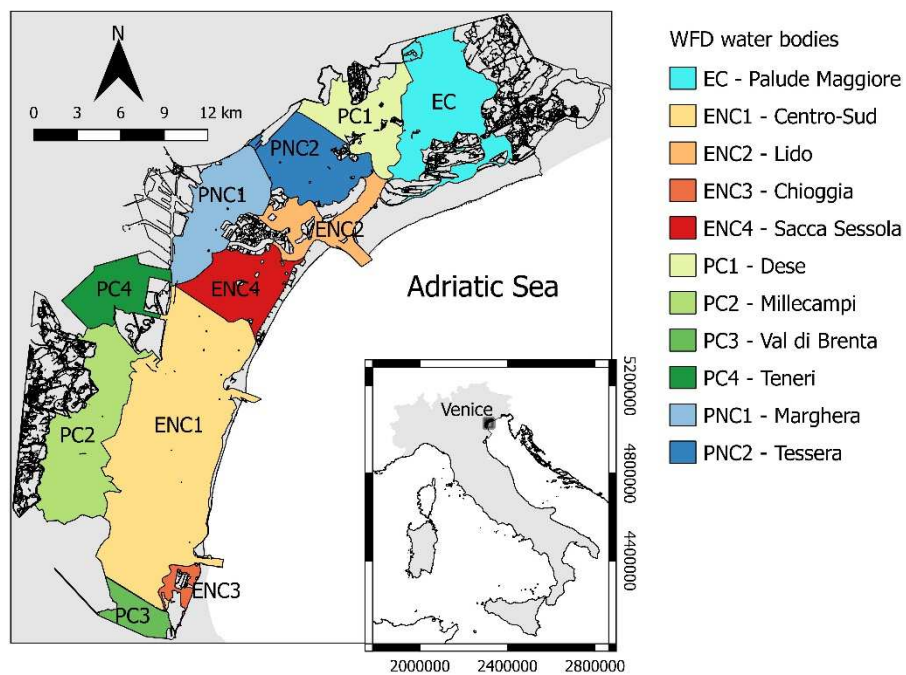 N
0 3 6 9 12 km
EC
PC1
PNC2
PNC1
ENC2
ENC4
PC4
Adriatic Sea
ENC1
PC2
ENC3
PC3
Venice
5200000
4800000
4400000
2000000 2400000 2800000
WFD water bodies
EC - Palude Maggiore
ENC1 - Centro-Sud
ENC2 - Lido
ENC3 - Chioggia
ENC4 - Sacca Sessola
PC1 - Dese
PC2 - Millecampi
PC3 - Val di Brenta
PC4 - Teneri
PNC1 - Marghera
PNC2 - Tessera